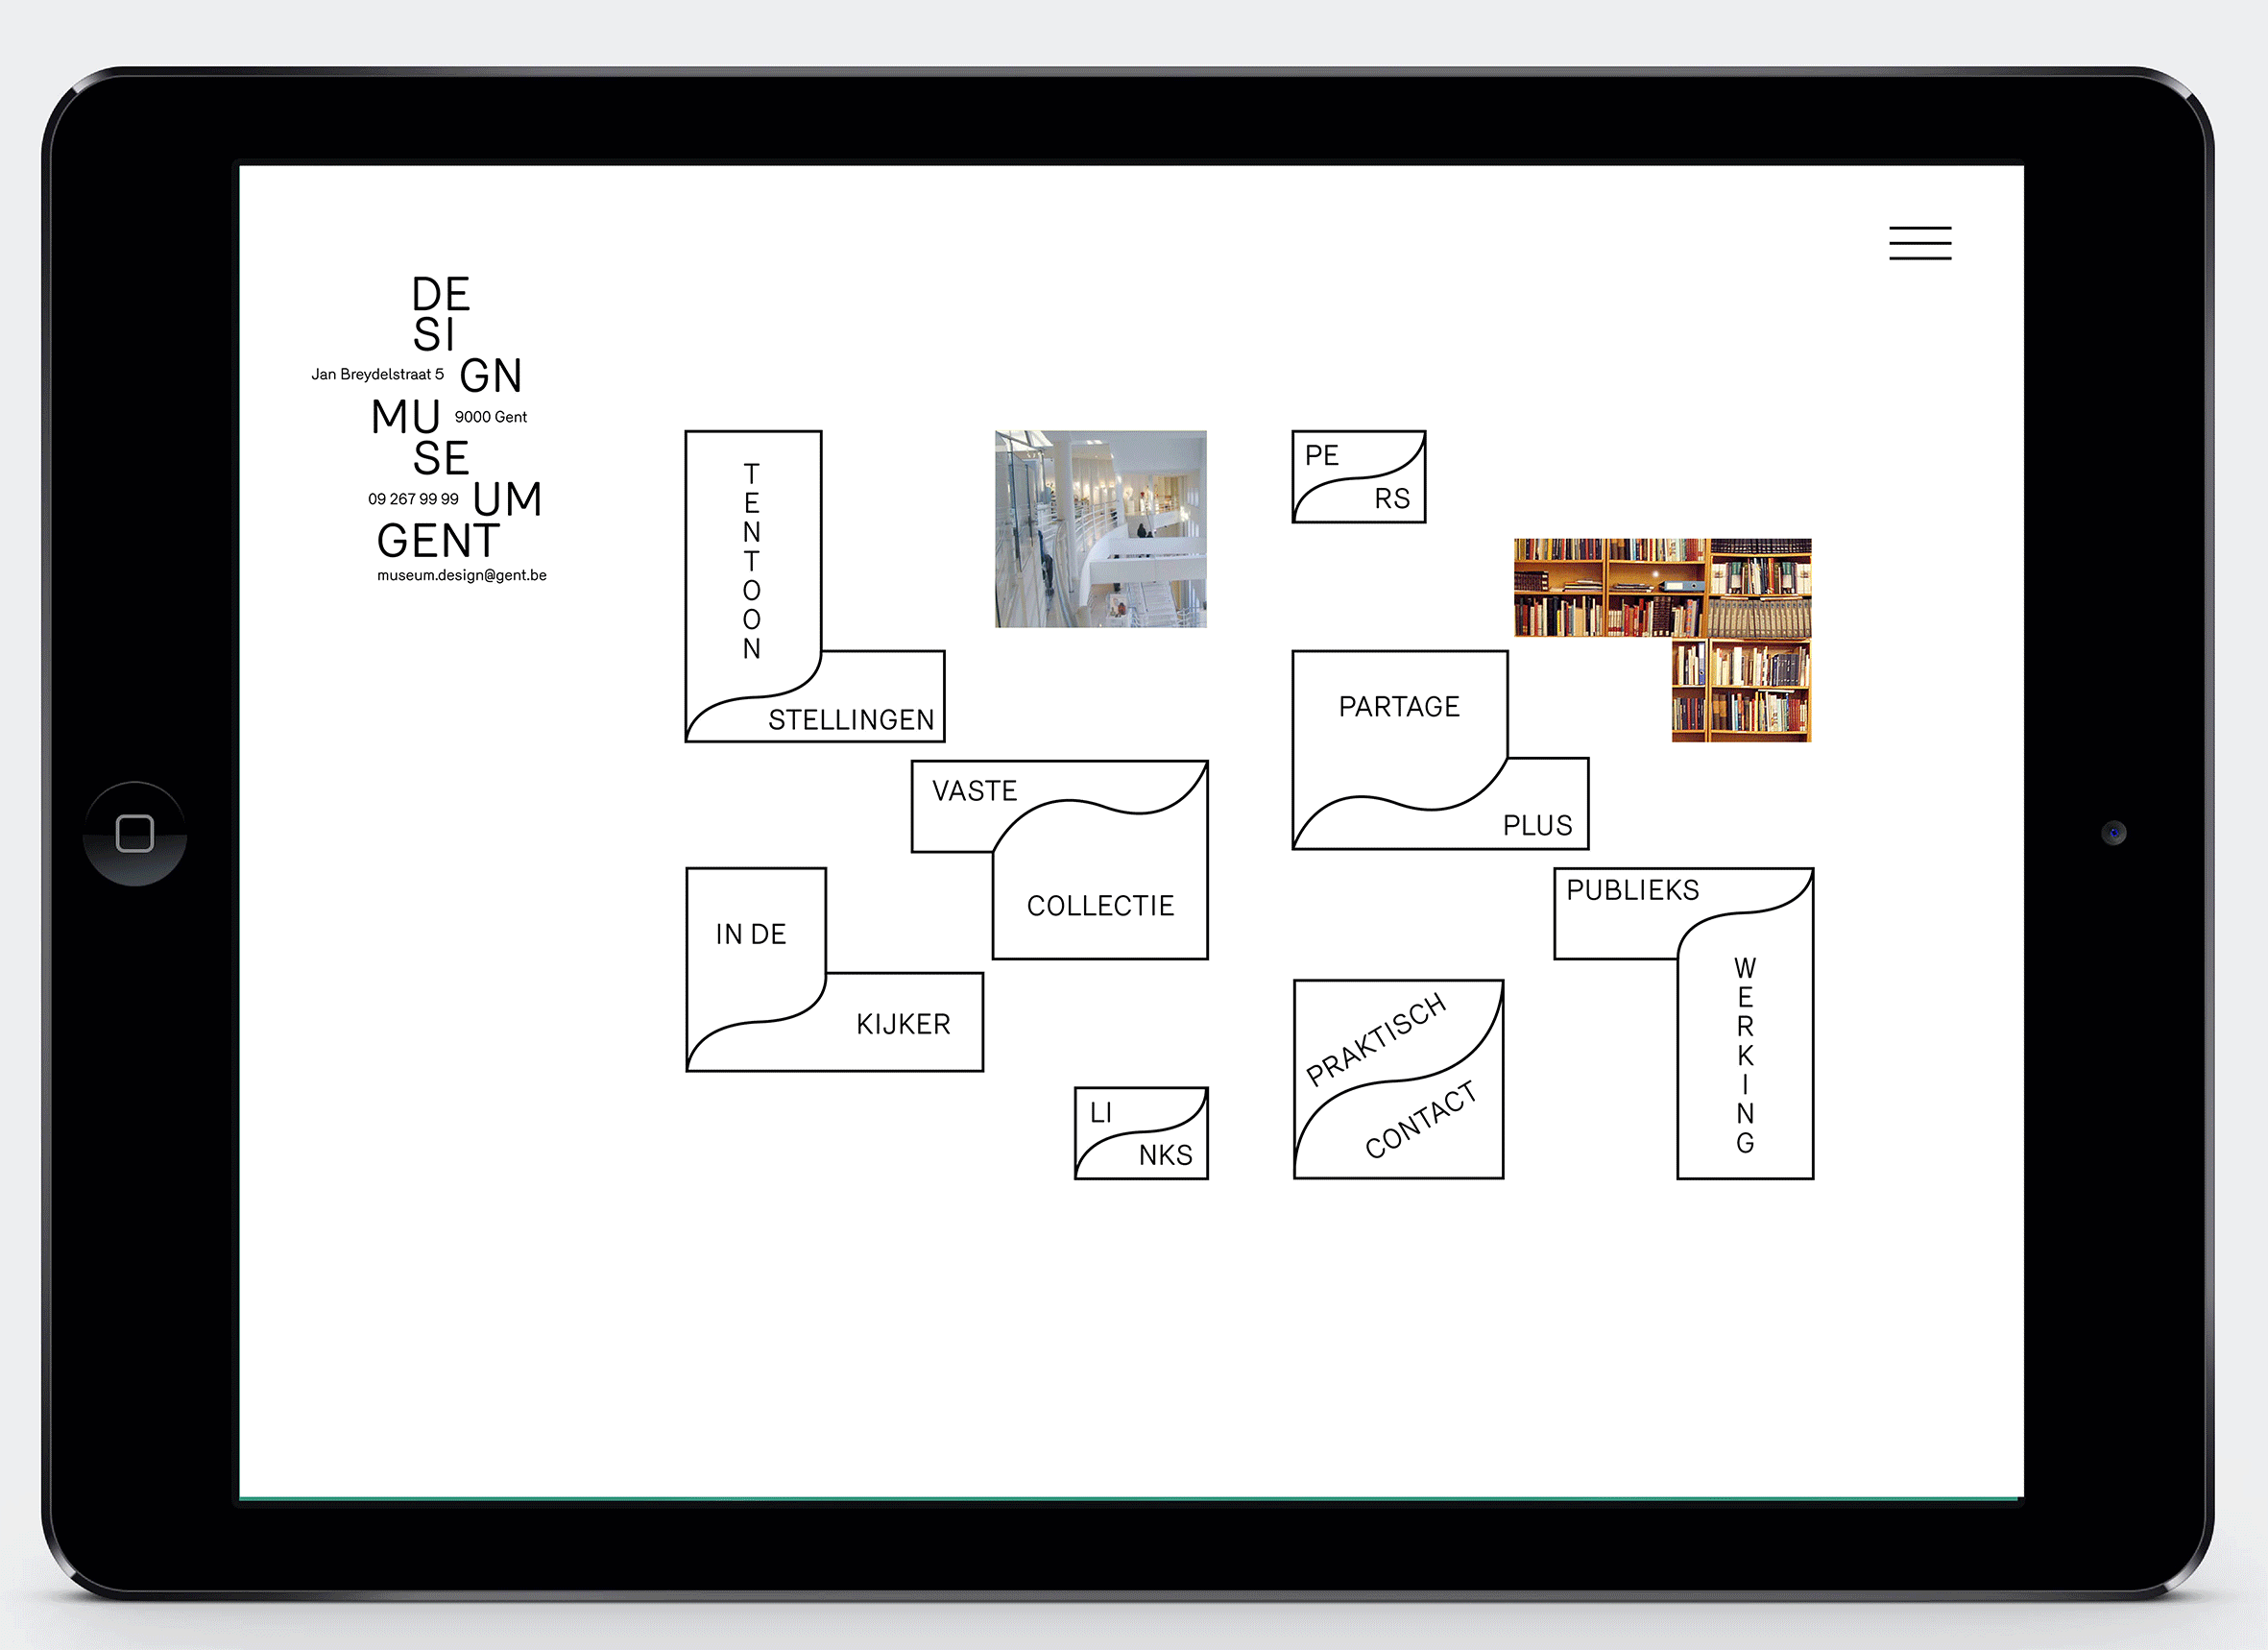 DE
SI
Jan Breydelstraat 5 GN
MU 9000 Gent
SE
09 267 99 99 UM
GENT
museum.design@gent.be
TENTOON
STELLINGEN
PE
RS
PARTAGE
PLUS
VASTE
COLLECTIE
IN DE
KIJKER
PUBLIEKS
WERKING
PRAKTISCH
CONTACT
LI
NKS